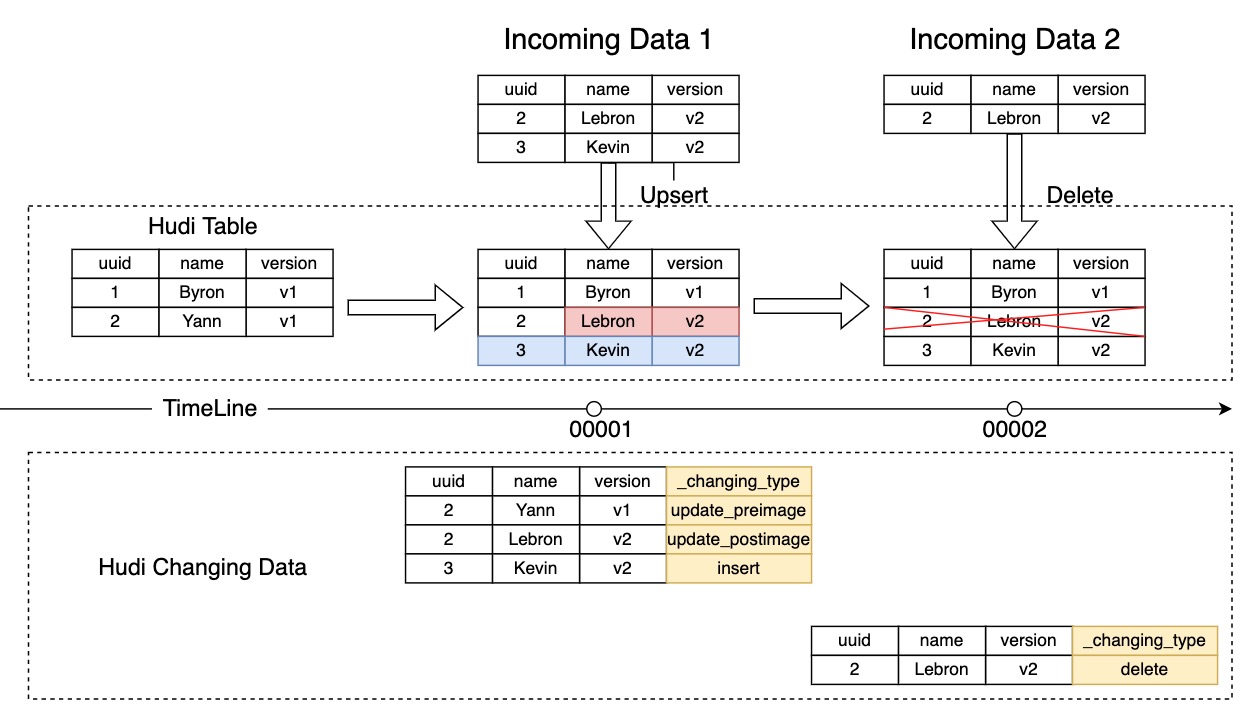 Incoming Data 1
Incoming Data 2
uuid name version
2 Lebron v2
3 Kevin v2
uuid name version
2 Lebron v2
Upsert
Delete
Hudi Table
uuid name version
1 Byron v1
2 Yann v1
uuid name version
1 Byron v1
2 Lebron v2
3 Kevin v2
uuid name version
1 Byron v1
2 Lebron v2
3 Kevin v2
TimeLine
00001
00002
Hudi Changing Data
uuid name version _changing_type
2 Yann v1 update_preimage
2 Lebron v2 update_postimage
3 Kevin v2 insert
uuid name version _changing_type
2 Lebron v2 delete